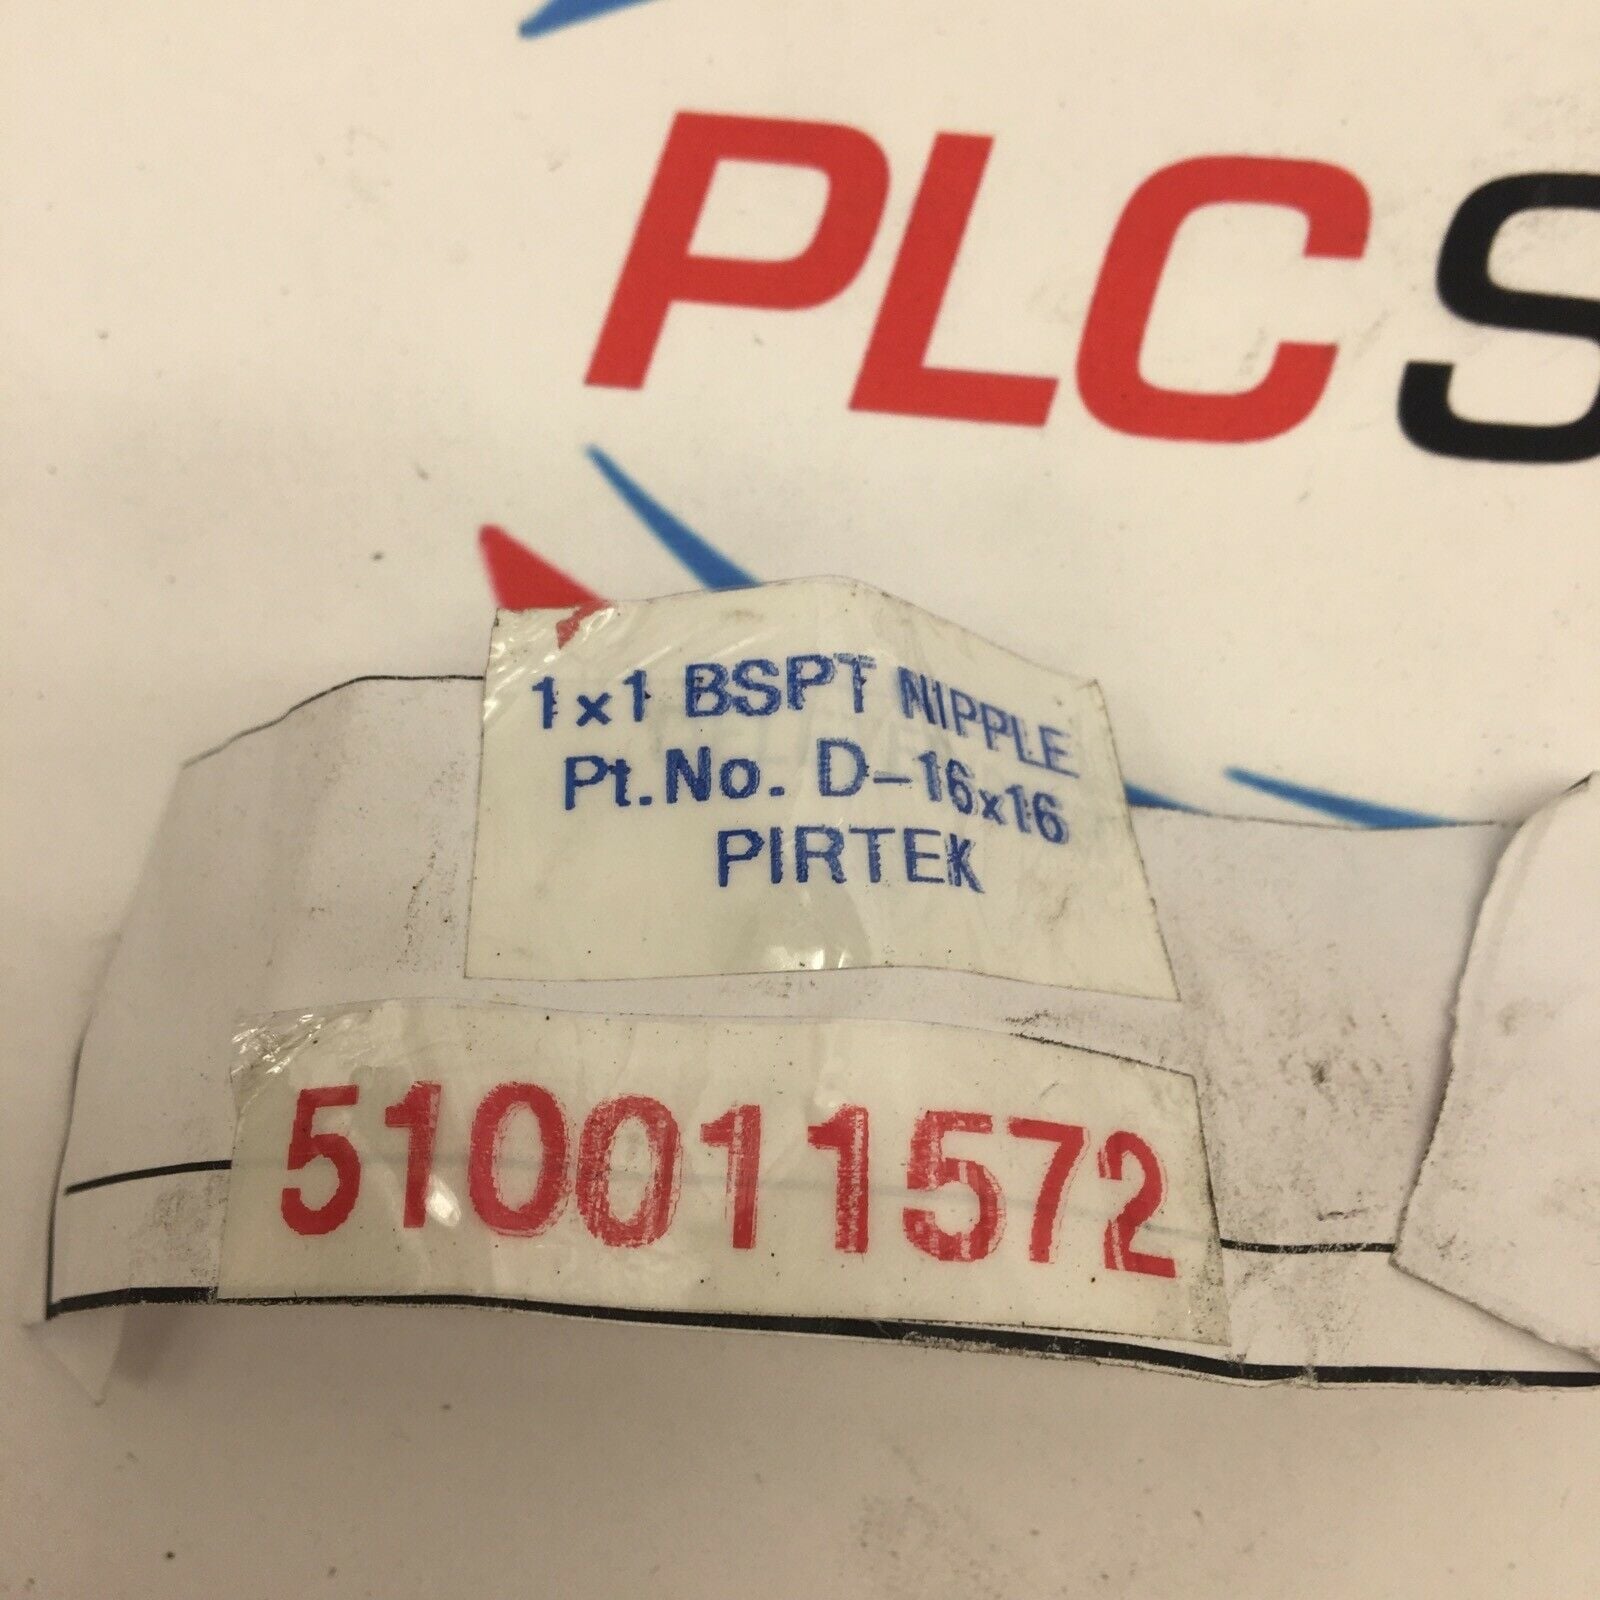 PLCS
1x1 BSPT NIPPLE
Pt.No. D-16x16
PIRTEK
510011572